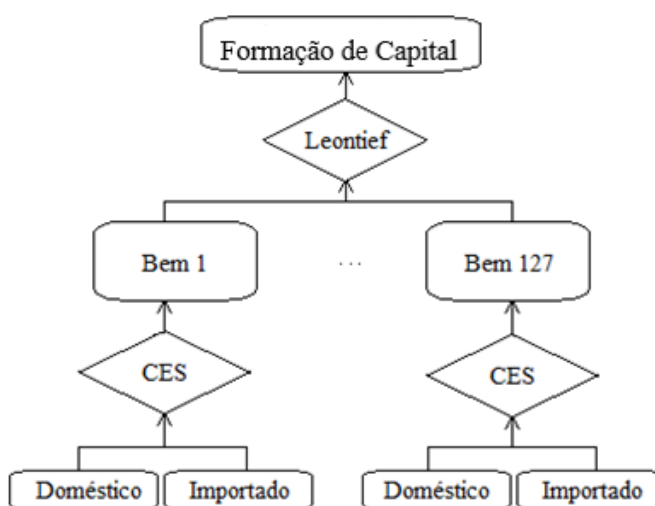 Formação de Capital
Leontief
Bem 1
...
Bem 127
CES
CES
Doméstico
Importado
Doméstico
Importado